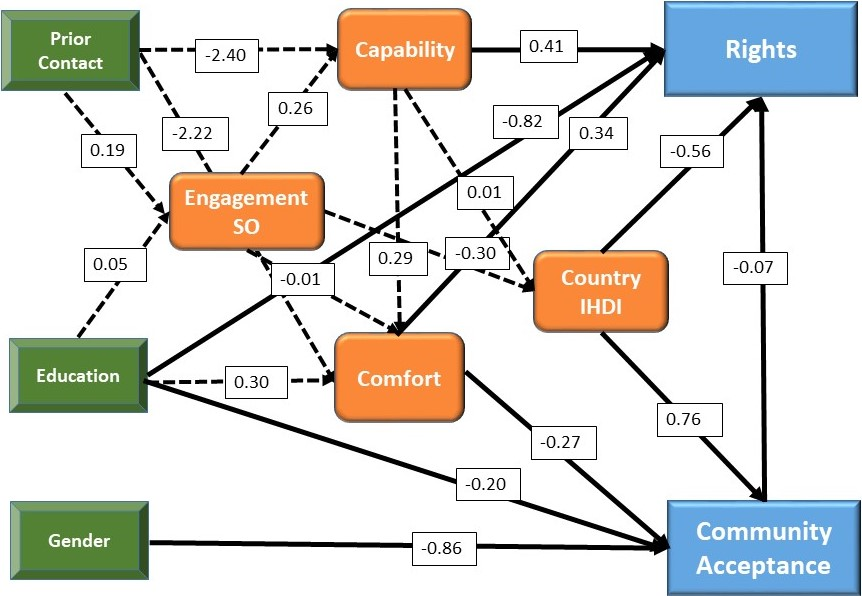 Prior
Contact
-2.40
Capability
0.41
Rights
0.26
-2.22
-0.82
0.34
0.19
-0.56
0.01
Engagement
SO
0.05
-0.01
0.29
-0.30
-0.07
Country
IHDI
Education
0.30
Comfort
0.76
-0.27
-0.20
Gender
-0.86
Community
Acceptance